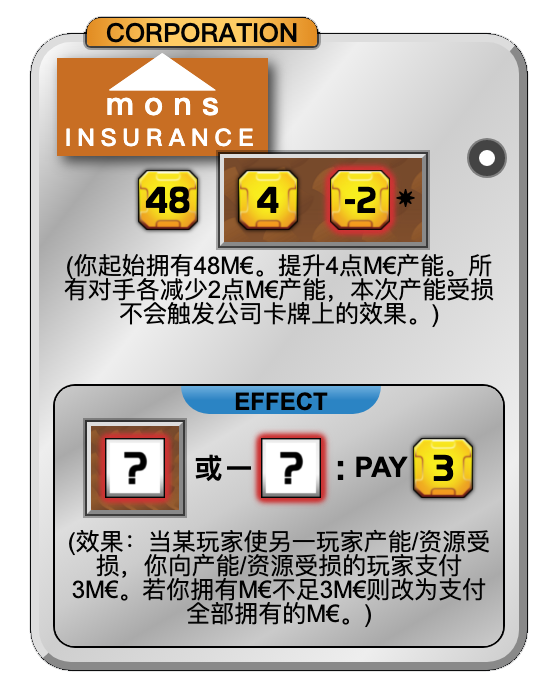 CORPORATION
mons
INSURANCE
48 4 -2 *
(你起始拥有48M€。提升4点M€产能。所
有对手各减少2点M€产能，本次产能受损
不会触发公司卡牌上的效果。)
EFFECT
? 或 — ? : PAY 3
(效果：当某玩家使另一玩家产能/资源受
损，你向产能/资源受损的玩家支付
3M€。若你拥有M€不足3M€则改为支付
全部拥有的M€。)